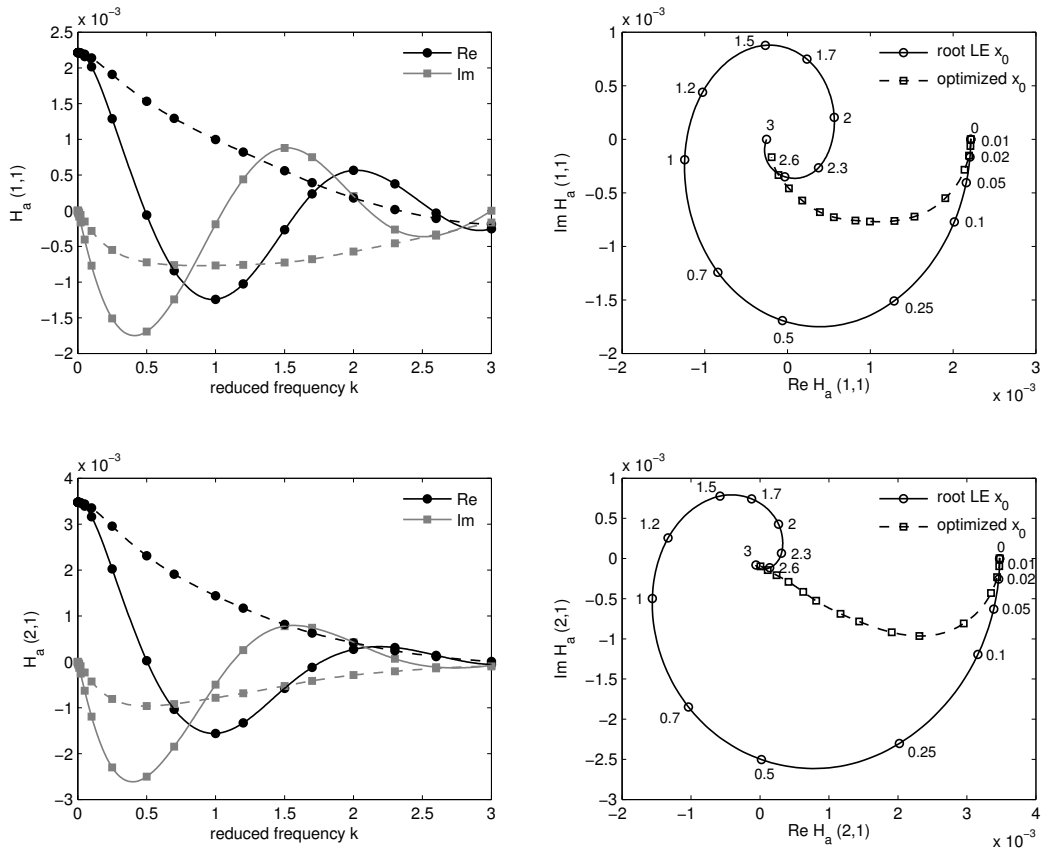 x 10⁻³
2.5
2
1.5
1
0.5
0
−0.5
−1
−1.5
−2
0 0.5 1 1.5 2 2.5 3
reduced frequency k
Hₐ (1,1)
Re
Im
1
0.5
0
−0.5
−1
−1.5
−2
x 10⁻³
−2 −1 0 1 2 3
Re Hₐ (1,1)
x 10⁻³
Im Hₐ (1,1)
root LE x₀
optimized x₀
1.5
1.7
1.2
2
3
0
0.01
0.02
1
2.6
2.3
0.05
0.1
0.7
0.25
0.5
x 10⁻³
4
3
2
1
0
−1
−2
−3
0 0.5 1 1.5 2 2.5 3
reduced frequency k
Hₐ (2,1)
Re
Im
x 10⁻³
1
0.5
0
−0.5
−1
−1.5
−2
−2.5
−3
−2 −1 0 1 2 3 4
Re Hₐ (2,1)
x 10⁻³
Im Hₐ (2,1)
root LE x₀
optimized x₀
1.5
1.7
1.2
2
3
2.3
0
0.01
2.6
0.02
1
0.05
0.1
0.7
0.25
0.5